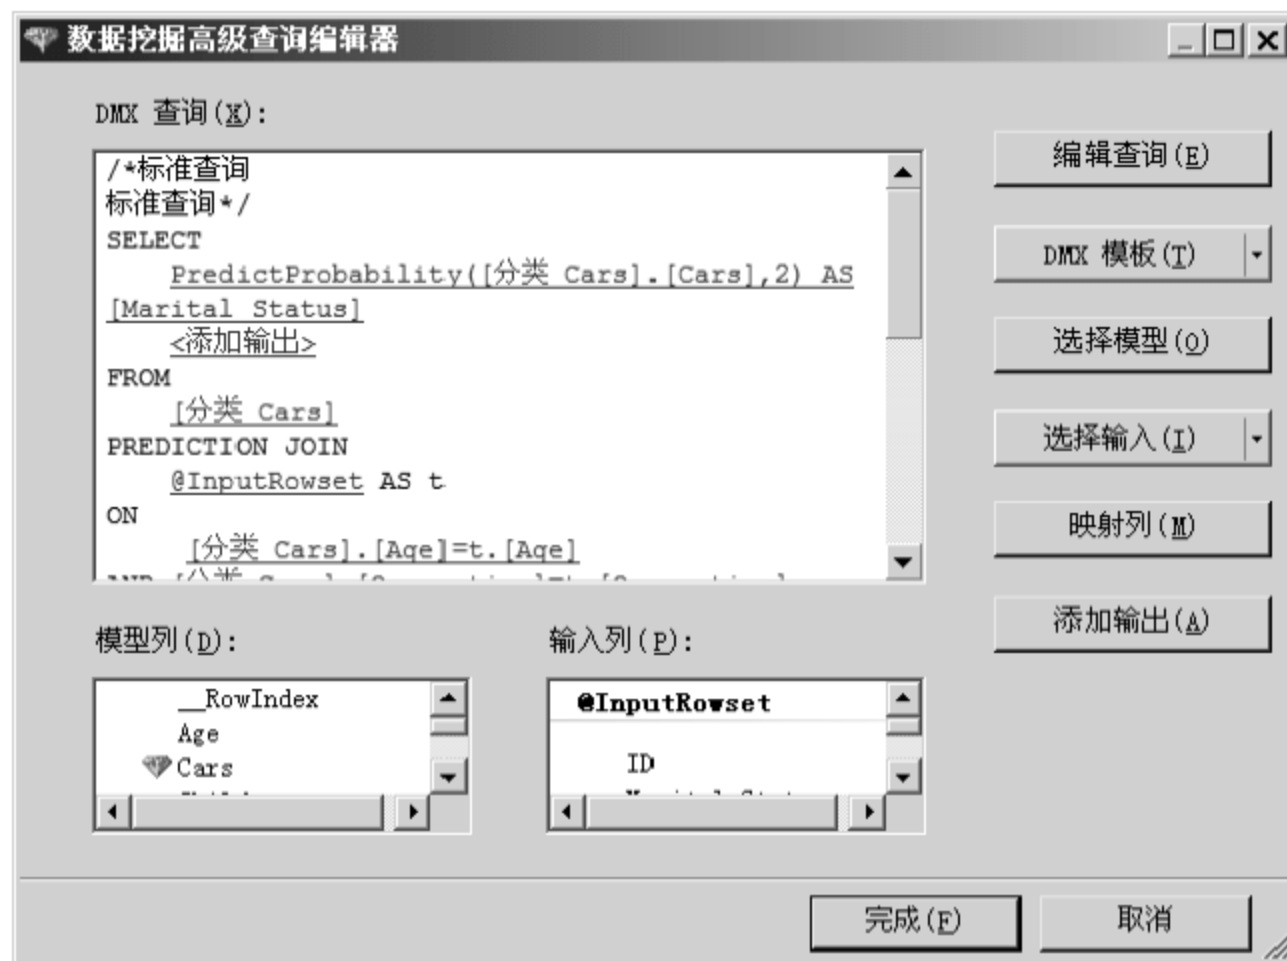 数据挖掘高级查询编辑器
DMX 查询(X):
/*标准查询
标准查询*/
SELECT
PredictProbability([分类 Cars].[Cars],2) AS
[Marital Status]
<添加输出>
FROM
[分类 Cars]
PREDICTION JOIN
@InputRowset AS t
ON
[分类 Cars].[Age]=t.[Age]
编辑查询(E)
DMX 模板(T)
选择模型(O)
选择输入(I)
映射列(M)
添加输出(A)
模型列(D):
__RowIndex
Age
Cars
输入列(P):
@InputRowset
ID
完成(F)
取消